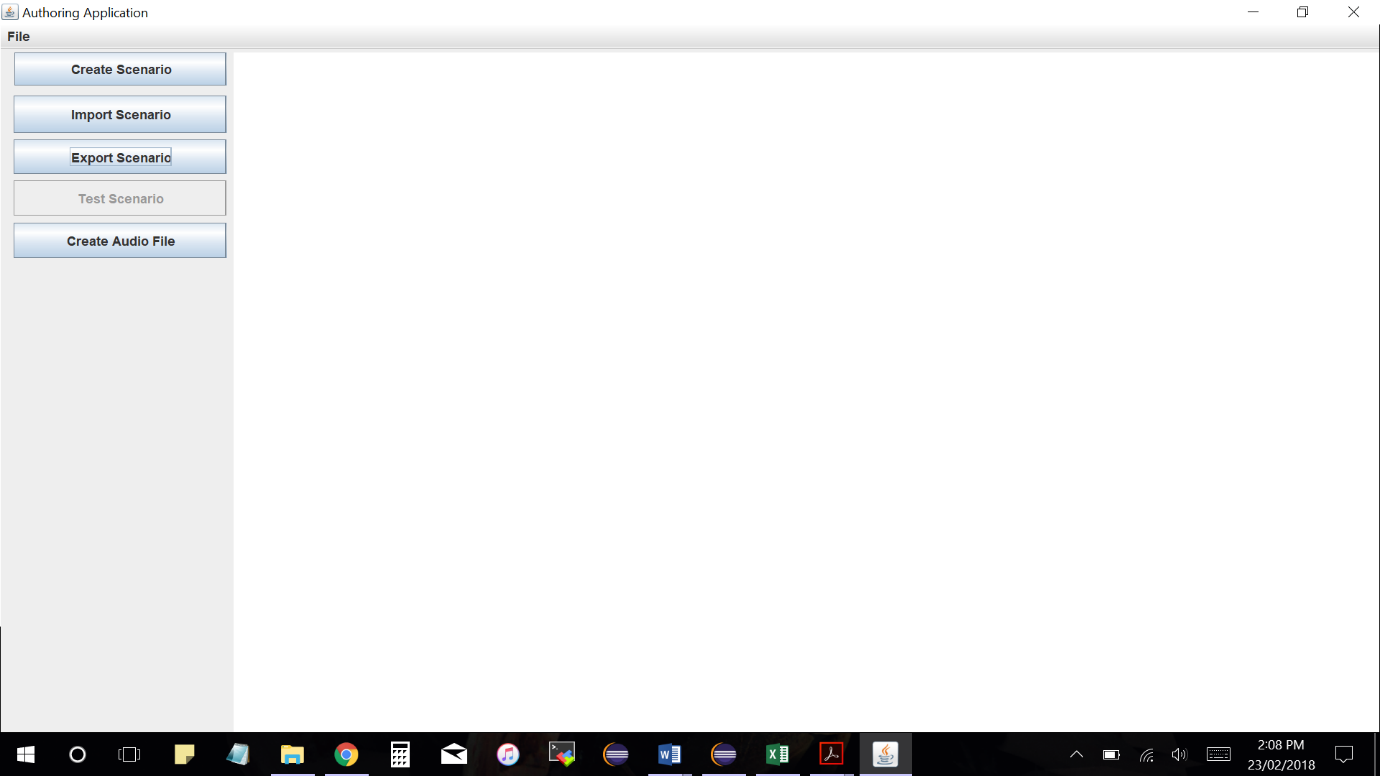 Authoring Application
File
Create Scenario
Import Scenario
Export Scenario
Test Scenario
Create Audio File
2:08 PM
23/02/2018